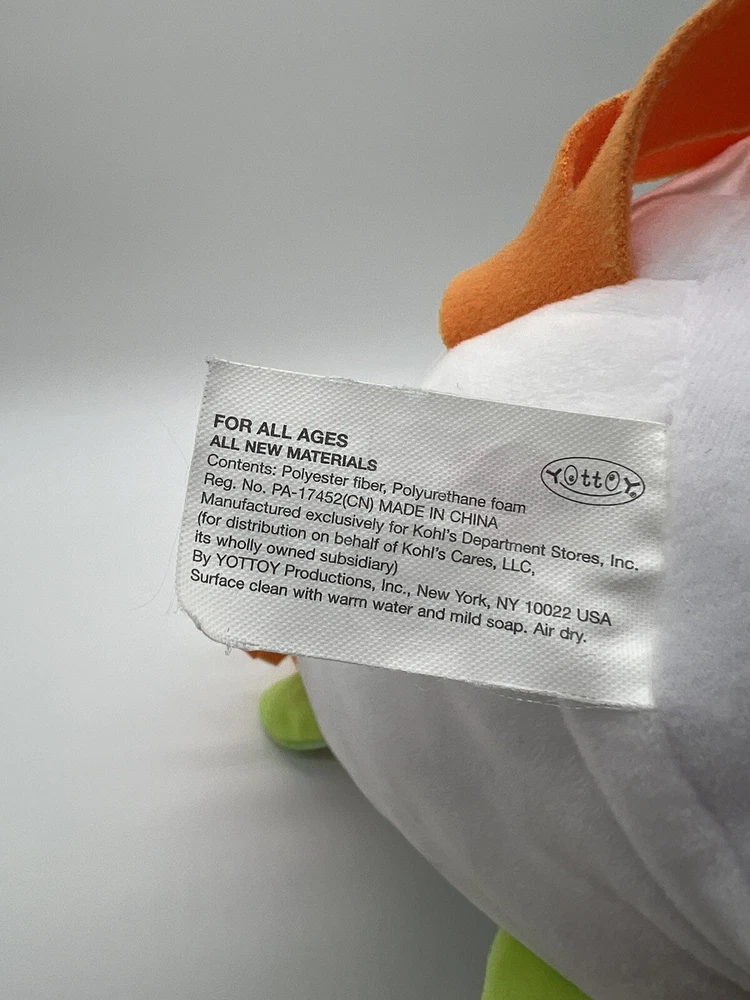 FOR ALL AGES
ALL NEW MATERIALS
Contents: Polyester fiber, Polyurethane foam
Reg. No. PA-17452(CN) MADE IN CHINA
Manufactured exclusively for Kohl's Department Stores, Inc.
(for distribution on behalf of Kohl's Cares, LLC,
its wholly owned subsidiary)
By YOTTOY Productions, Inc., New York, NY 10022 USA
Surface clean with warm water and mild soap. Air dry.
YOttOY